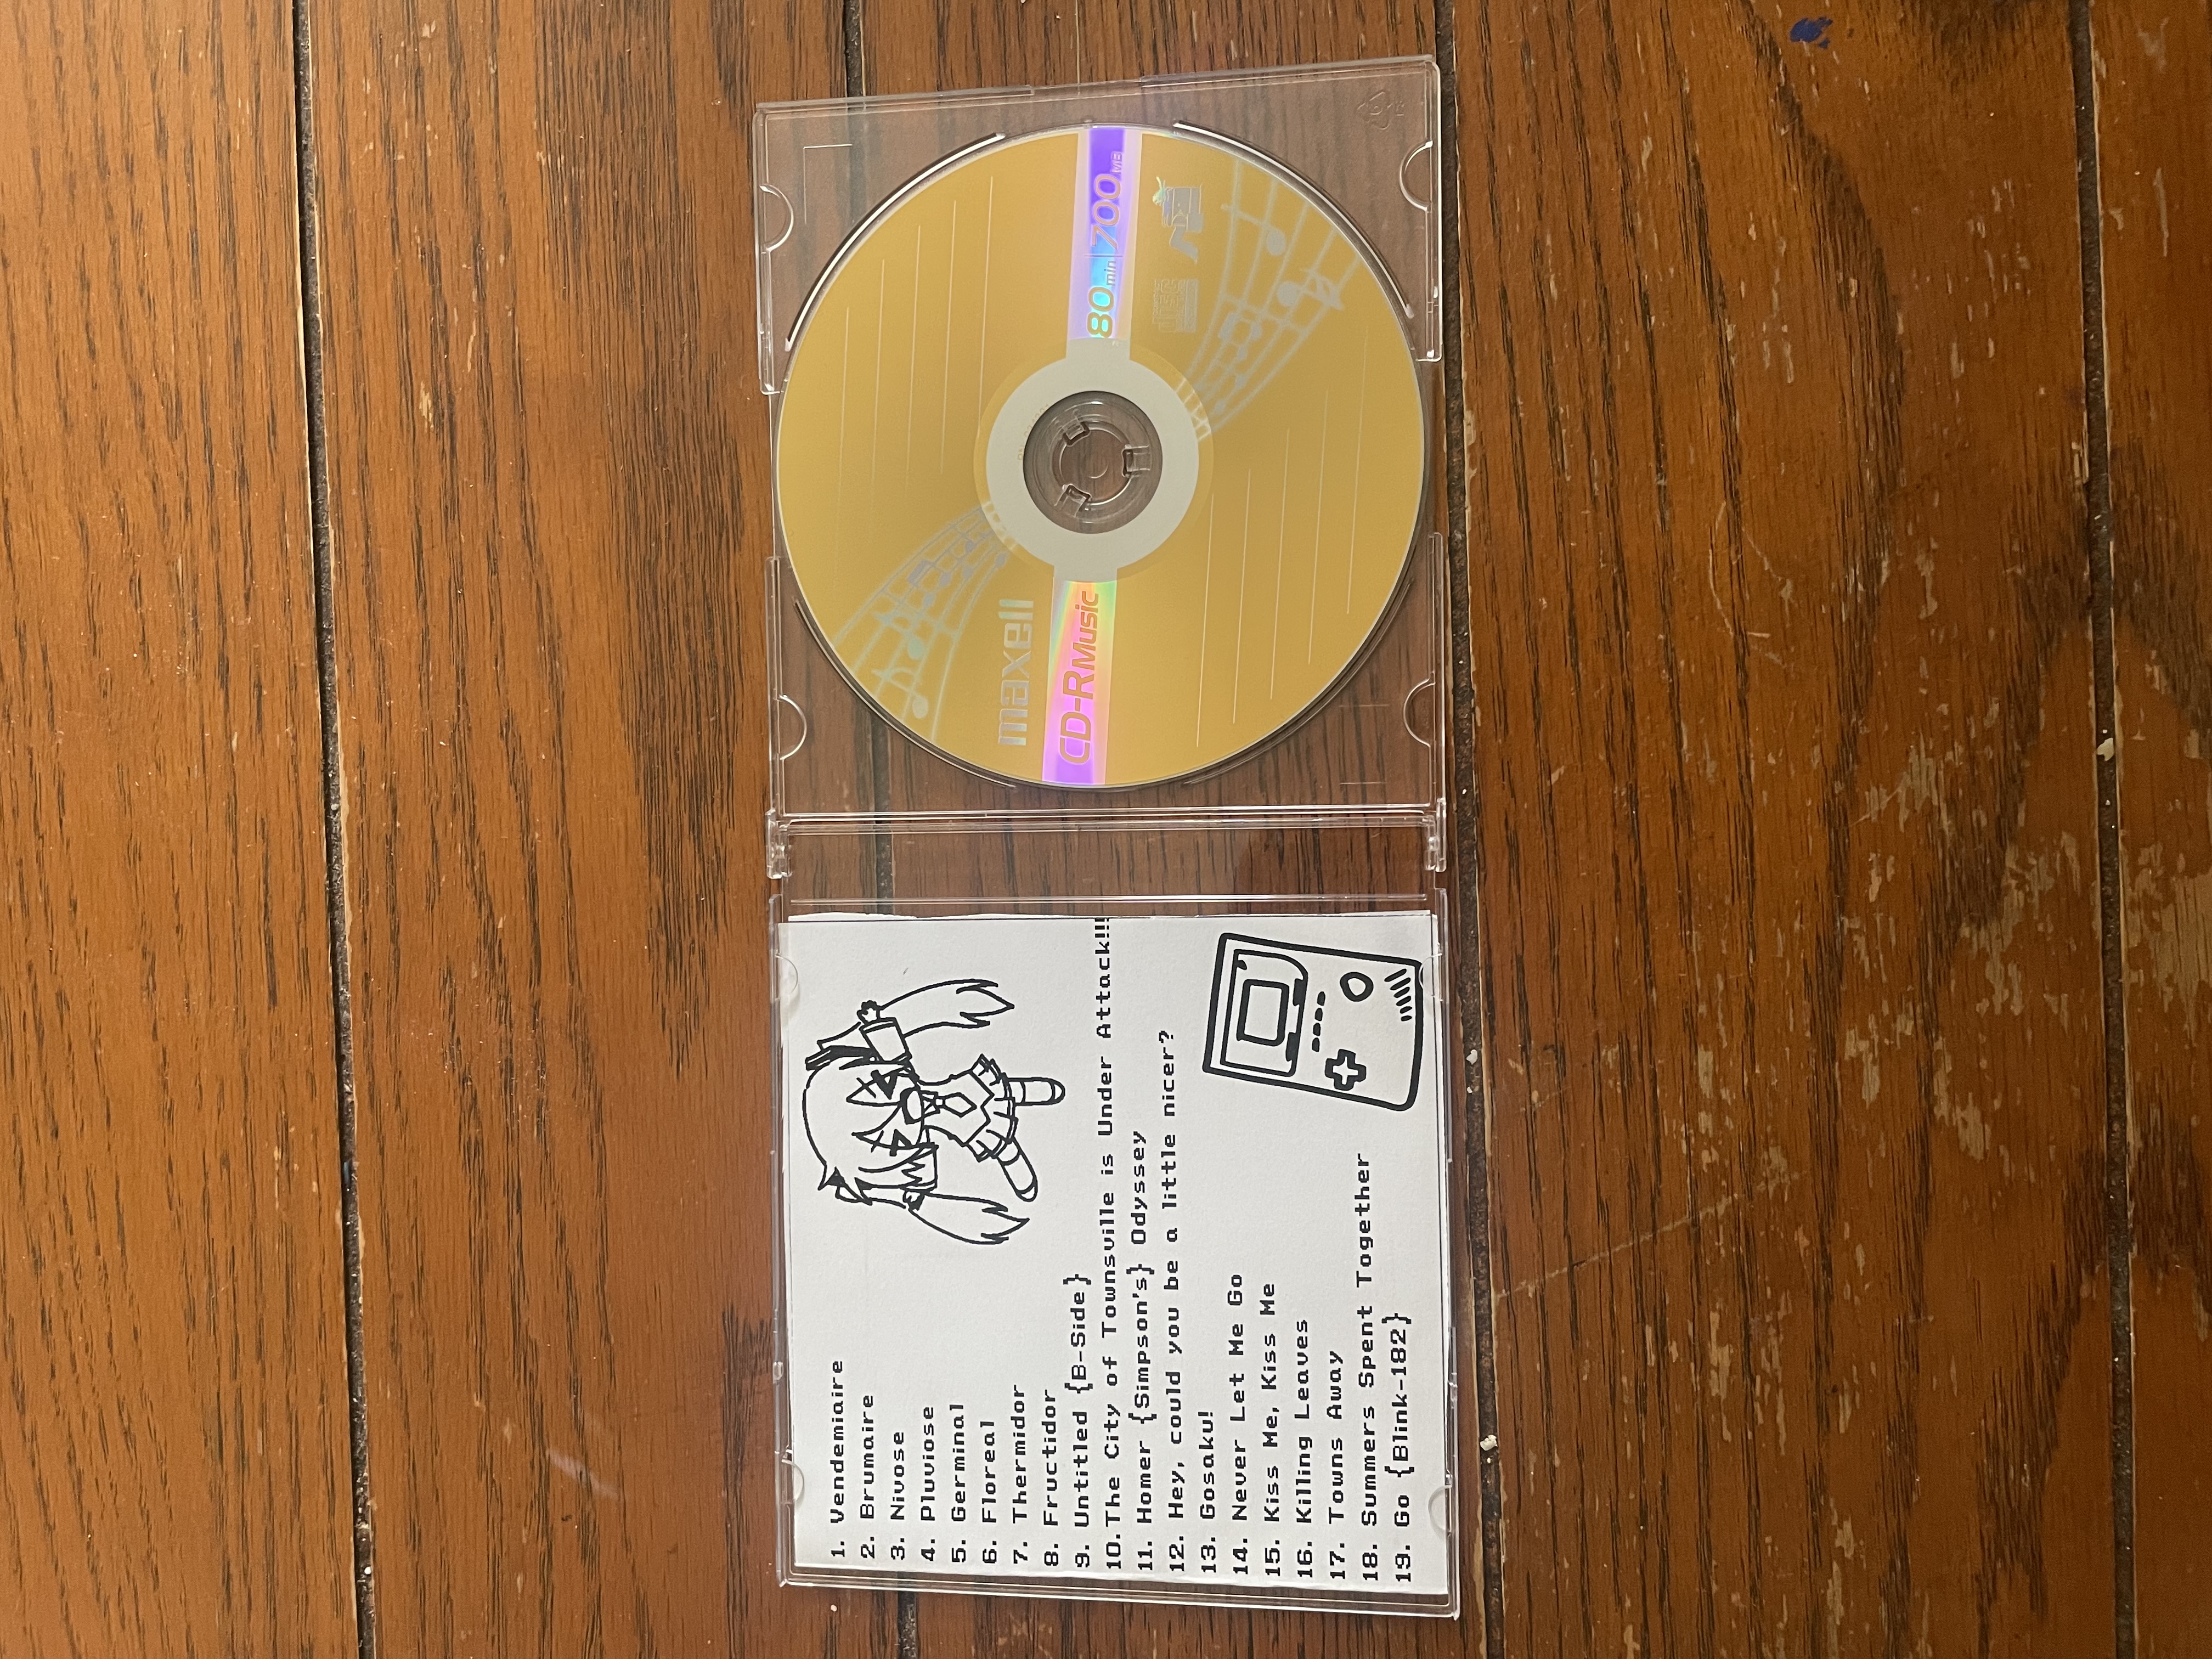 1. Vendemiaire
2. Brumaire
3. Nivose
4. Pluviose
5. Germinal
6. Floreal
7. Thermidor
8. Fructidor
9. Untitled {B-Side}
10. The City of Townsville is Under Attack!!!
11. Homer {Simpson's} Odyssey
12. Hey, could you be a little nicer?
13. Gosaku!
14. Never Let Me Go
15. Kiss Me, Kiss Me
16. Killing Leaves
17. Towns Away
18. Summers Spent Together
19. Go {Blink-182}
maxell
CD-R Music
80 min 700 MB